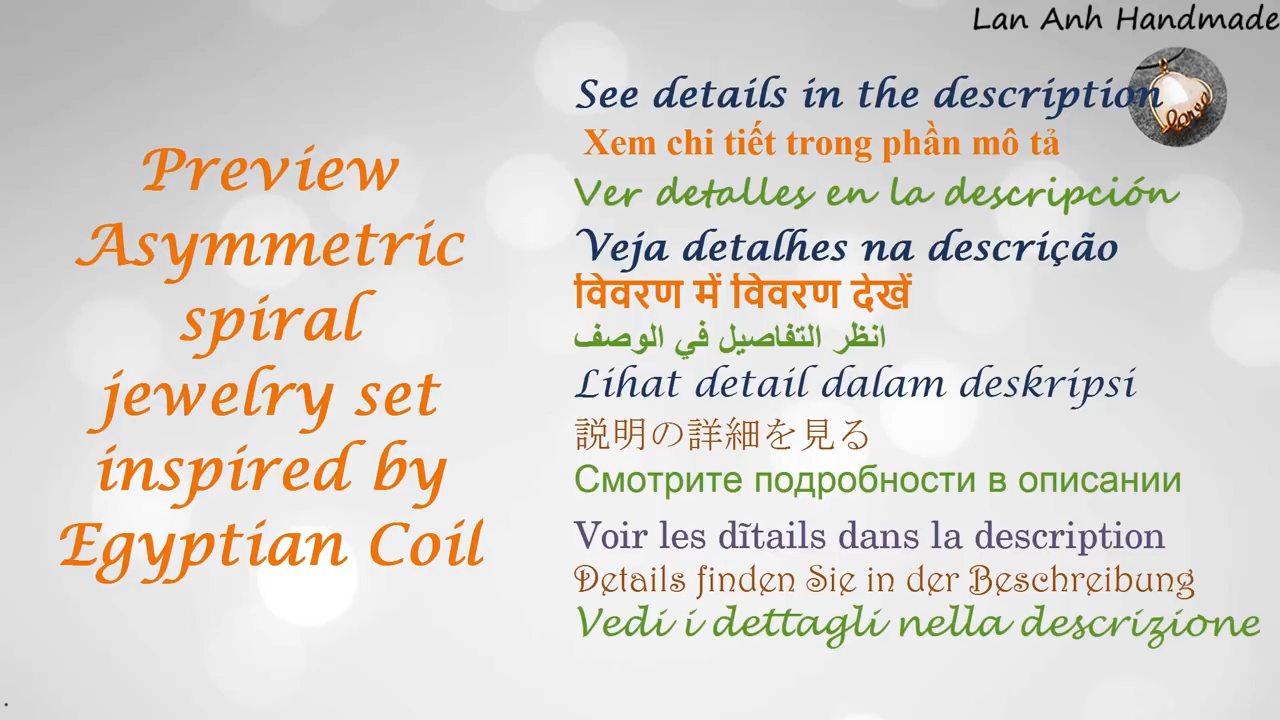 Lan Anh Handmade
Preview
Asymmetric
spiral
jewelry set
inspired by
Egyptian Coil
See details in the description
Xem chi tiết trong phần mô tả
Ver detalles en la descripción
Veja detalhes na descrição
विवरण में विवरण देखें
انظر التفاصيل في الوصف
Lihat detail dalam deskripsi
説明の詳細を見る
Смотрите подробности в описании
Voir les dĩtails dans la description
Details finden Sie in der Beschreibung
Vedi i dettagli nella descrizione
love